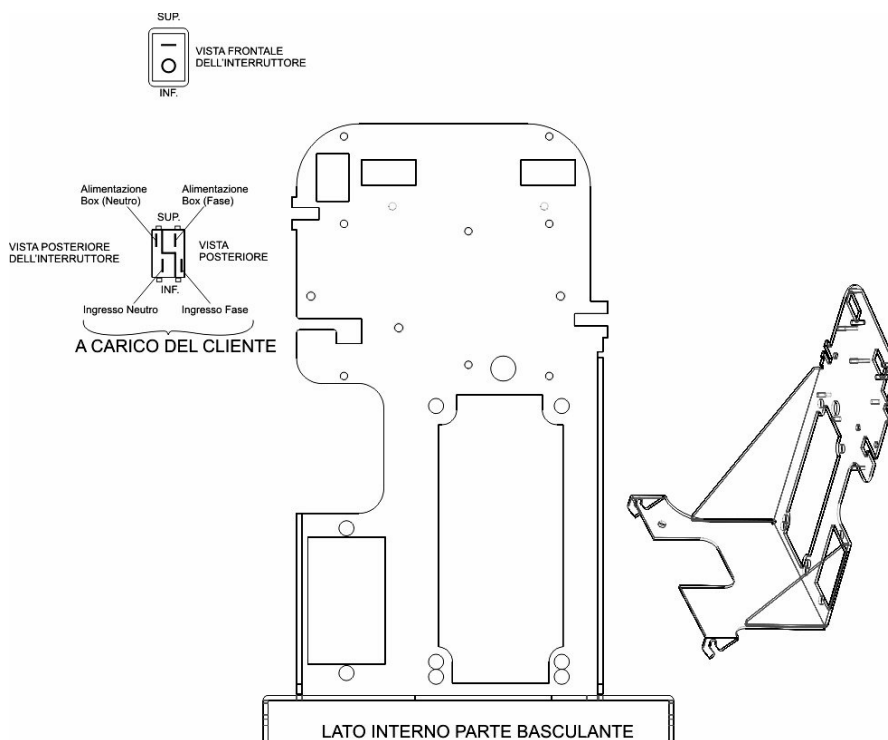 SUP.
VISTA FRONTALE
DELL'INTERRUTTORE
INF.
Alimentazione
Box (Neutro)
Alimentazione
Box (Fase)
SUP.
VISTA POSTERIORE
DELL'INTERRUTTORE
VISTA
POSTERIORE
INF.
Ingresso Neutro
Ingresso Fase
A CARICO DEL CLIENTE
LATO INTERNO PARTE BASCULANTE